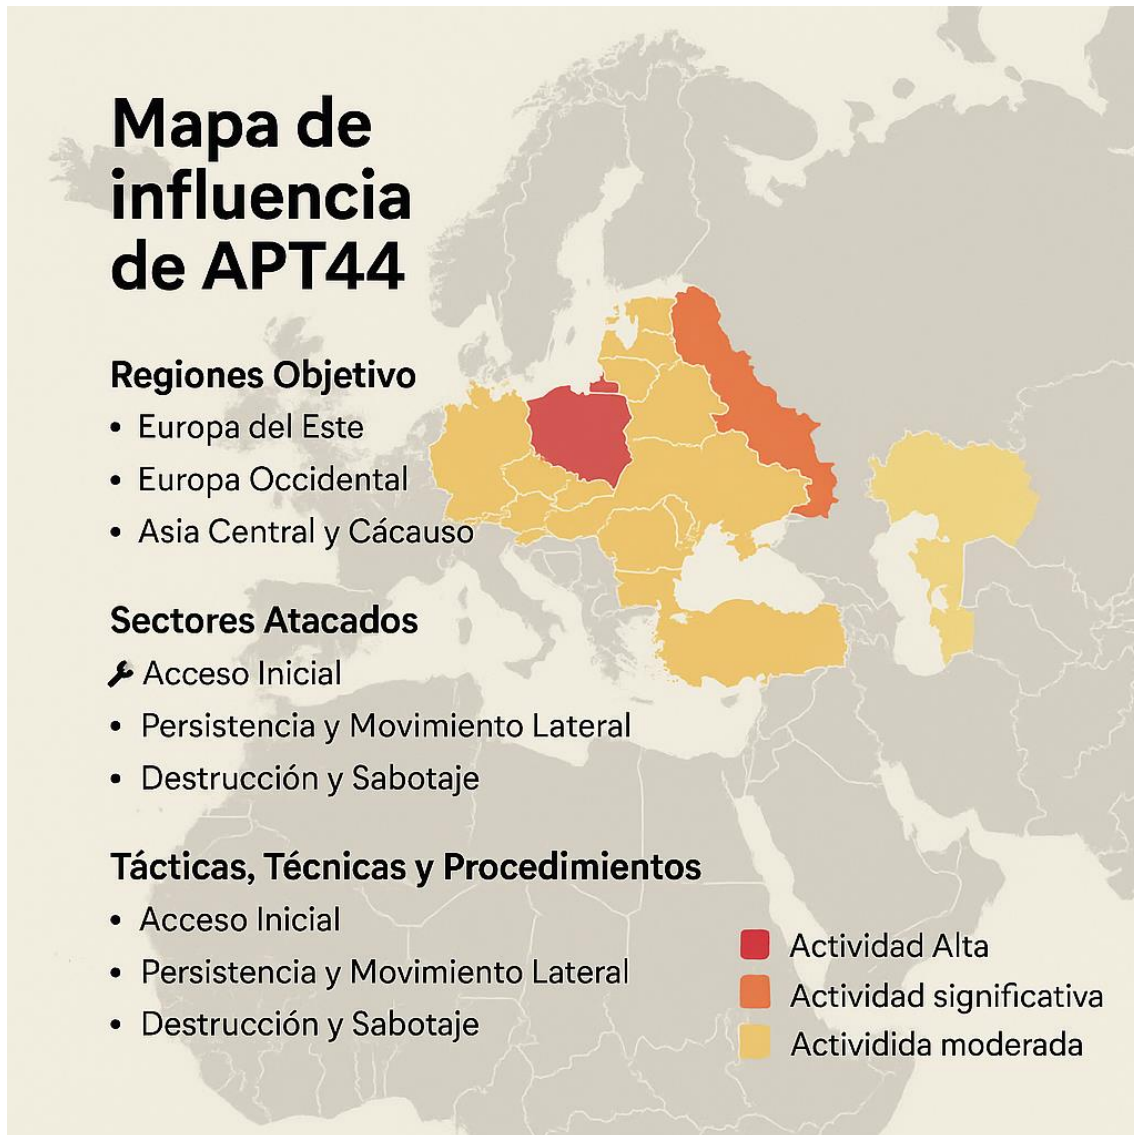 Mapa de
influencia
de APT44
Regiones Objetivo
• Europa del Este
• Europa Occidental
• Asia Central y Cácauso
Sectores Atacados
Acceso Inicial
• Persistencia y Movimiento Lateral
• Destrucción y Sabotaje
Tácticas, Técnicas y Procedimientos
• Acceso Inicial
• Persistencia y Movimiento Lateral
• Destrucción y Sabotaje
Actividad Alta
Actividad significativa
Actividida moderada